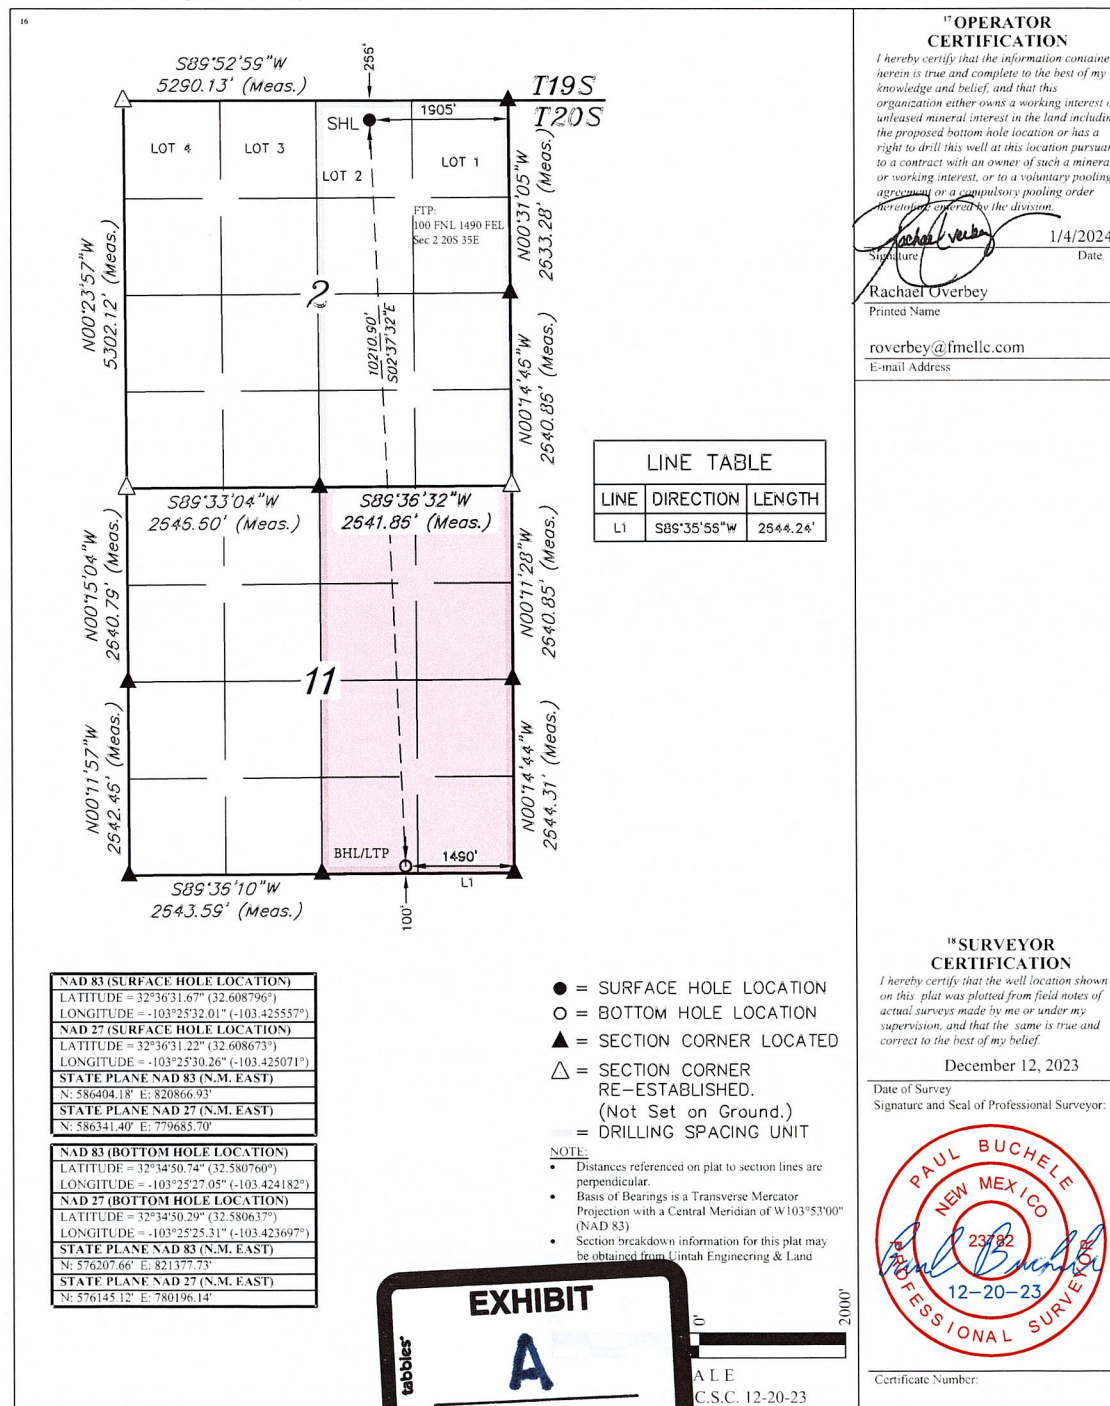 16
S89°52'59"W
5290.13' (Meas.)
266'
T19S
T20S
1905'
SHL
LOT 4
LOT 3
LOT 2
LOT 1
FTP:
100 FNL 1490 FEL
Sec 2 20S 35E
N00°31'05"W
2633.28' (Meas.)
N00°23'57"W
5302.12' (Meas.)
2
10210.90'
S02°37'32"E
N00°14'46"W
2640.86' (Meas.)
S89°33'04"W
2646.60' (Meas.)
S89°36'32"W
2641.86' (Meas.)
LINE TABLE
LINE DIRECTION LENGTH
L1 S89°35'56"W 2644.24'
N00°15'04"W
2640.79' (Meas.)
N00°11'28"W
2640.85' (Meas.)
11
N00°11'57"W
2642.46' (Meas.)
N00°14'44"W
2644.31' (Meas.)
BHL/LTP
1490'
L1
100'
S89°35'10"W
2643.59' (Meas.)
NAD 83 (SURFACE HOLE LOCATION)
LATITUDE = 32°36'31.67" (32.608796°)
LONGITUDE = -103°25'32.01" (-103.425557°)
NAD 27 (SURFACE HOLE LOCATION)
LATITUDE = 32°36'31.22" (32.608673°)
LONGITUDE = -103°25'30.26" (-103.425071°)
STATE PLANE NAD 83 (N.M. EAST)
N: 586404.18' E: 820866.93'
STATE PLANE NAD 27 (N.M. EAST)
N: 586341.40' E: 779685.70'
NAD 83 (BOTTOM HOLE LOCATION)
LATITUDE = 32°34'50.74" (32.580760°)
LONGITUDE = -103°25'27.05" (-103.424182°)
NAD 27 (BOTTOM HOLE LOCATION)
LATITUDE = 32°34'50.29" (32.580637°)
LONGITUDE = -103°25'25.31" (-103.423697°)
STATE PLANE NAD 83 (N.M. EAST)
N: 576207.66' E: 821377.73'
STATE PLANE NAD 27 (N.M. EAST)
N: 576145.12' E: 780196.14'
= SURFACE HOLE LOCATION
= BOTTOM HOLE LOCATION
= SECTION CORNER LOCATED
= SECTION CORNER
RE-ESTABLISHED.
(Not Set on Ground.)
= DRILLING SPACING UNIT
NOTE:
• Distances referenced on plat to section lines are
perpendicular.
• Basis of Bearings is a Transverse Mercator
Projection with a Central Meridian of W103°53'00"
(NAD 83)
• Section breakdown information for this plat may
be obtained from Uintah Engineering & Land
EXHIBIT
A
tabbies'
0'
2000'
A L E
C.S.C. 12-20-23
17 OPERATOR
CERTIFICATION
I hereby certify that the information containe
herein is true and complete to the best of my
knowledge and belief, and that this
organization either owns a working interest o
unleased mineral interest in the land includin
the proposed bottom hole location or has a
right to drill this well at this location pursuan
to a contract with an owner of such a minera
or working interest, or to a voluntary pooling
agreement or a compulsory pooling order
heretofore entered by the division.
Rachael Overbey
1/4/2024
Signature Date
Rachael Overbey
Printed Name
roverbey@fmellc.com
E-mail Address
18 SURVEYOR
CERTIFICATION
I hereby certify that the well location shown
on this plat was plotted from field notes of
actual surveys made by me or under my
supervision, and that the same is true and
correct to the best of my belief.
December 12, 2023
Date of Survey
Signature and Seal of Professional Surveyor:
PAUL BUCHELE
NEW MEXICO
23782
Paul Buchele
12-20-23
PROFESSIONAL SURVEYOR
Certificate Number: